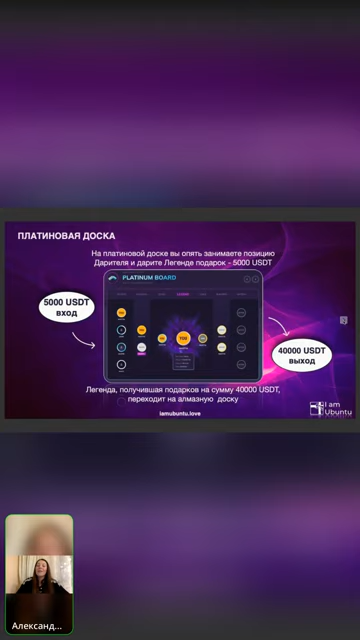 ПЛАТИНОВАЯ ДОСКА
На платиновой доске вы опять занимаете позицию
Дарителя и дарите Легенде подарок - 5000 USDT
PLATINUM BOARD
5000 USDT
вход
40000 USDT
выход
Легенда, получившая подарков на сумму 40000 USDT,
переходит на алмазную доску
iamubuntu.love
I am
Ubuntu
Александ...